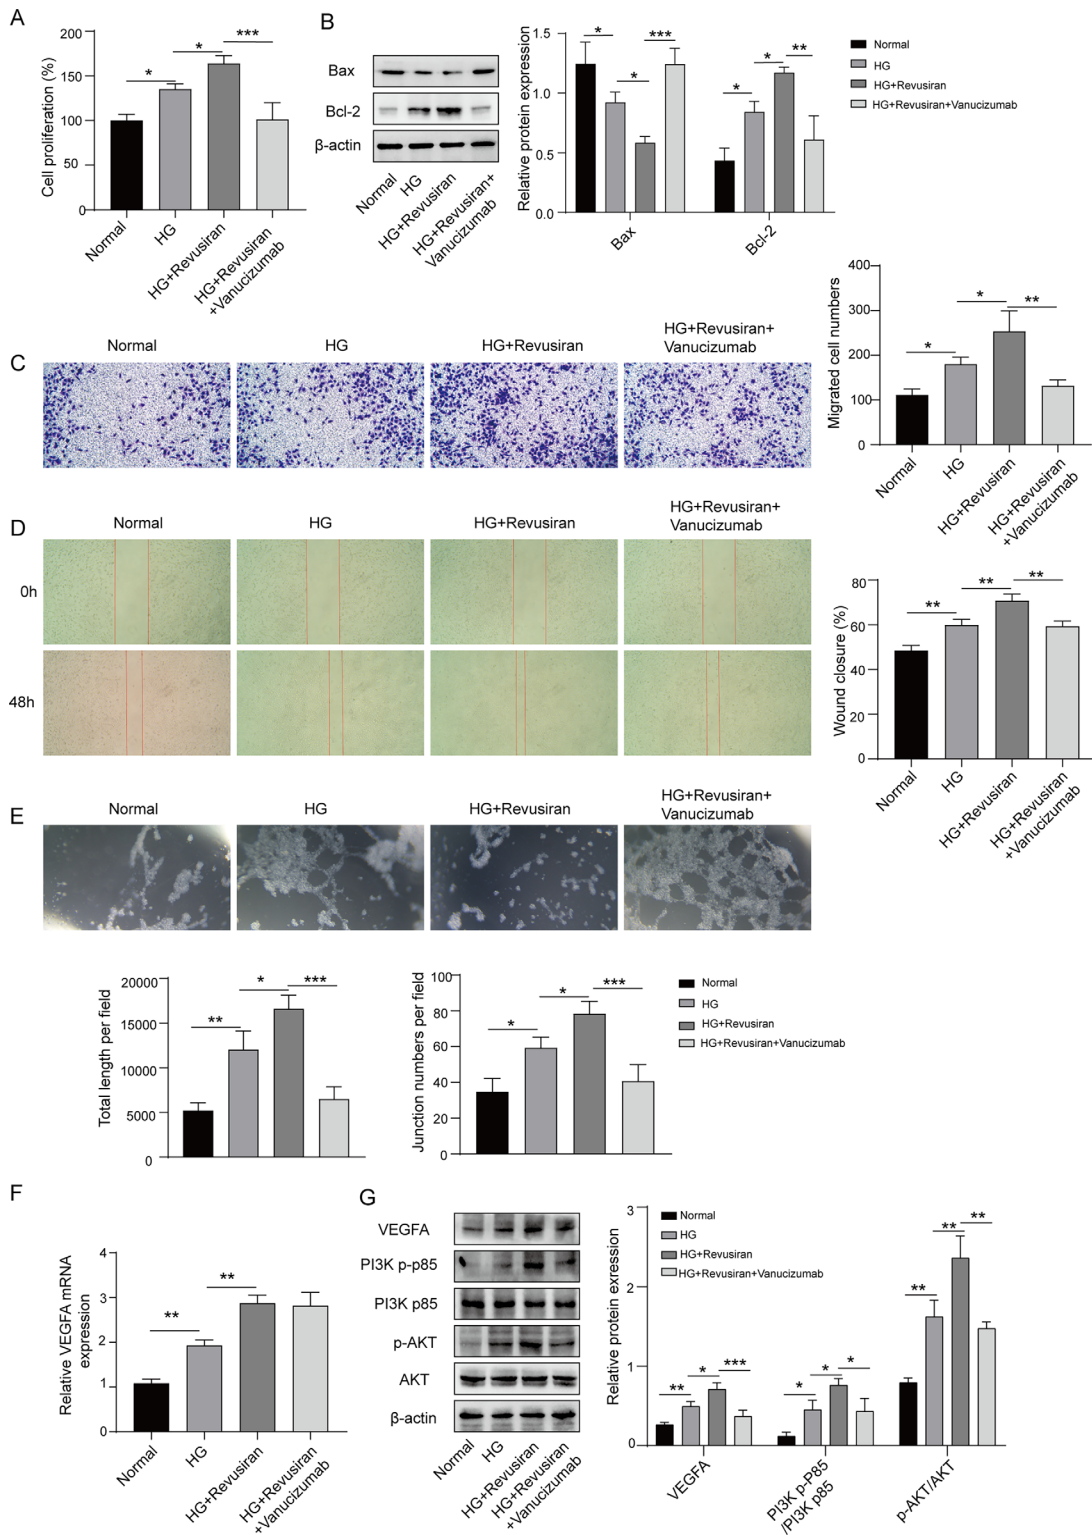 A
Cell proliferation (%)
200
150
100
50
0
*
*
***
Normal
HG
HG+Revusiran
HG+Revusiran
+Vanucizumab
B
Bax
Bcl-2
β-actin
Normal
HG
HG+Revusiran
HG+Revusiran+
Vanucizumab
Relative protein expression
1.5
1.0
0.5
0.0
*
*
***
*
*
**
Bax
Bcl-2
Normal
HG
HG+Revusiran
HG+Revusiran+Vanucizumab
C
Normal
HG
HG+Revusiran
HG+Revusiran+
Vanucizumab
Migrated cell numbers
400
300
200
100
0
*
*
**
Normal
HG
HG+Revusiran
HG+Revusiran
+Vanucizumab
D
Normal
HG
HG+Revusiran
HG+Revusiran+
Vanucizumab
0h
48h
Wound closure (%)
80
60
40
20
0
**
**
**
Normal
HG
HG+Revusiran
HG+Revusiran
+Vanucizumab
E
Normal
HG
HG+Revusiran
HG+Revusiran+
Vanucizumab
Total length per field
20000
15000
10000
5000
0
**
*
***
Junction numbers per field
100
80
60
40
20
0
*
*
***
Normal
HG
HG+Revusiran
HG+Revusiran+Vanucizumab
F
Relative VEGFA mRNA
expression
4
3
2
1
0
**
**
Normal
HG
HG+Revusiran
HG+Revusiran
+Vanucizumab
G
VEGFA
PI3K p-p85
PI3K p85
p-AKT
AKT
β-actin
Normal
HG
HG+Revusiran
HG+Revusiran
+Vanucizumab
Relative protein expression
3
2
1
0
Normal
HG
HG+Revusiran
HG+Revusiran+Vanucizumab
**
*
***
*
*
*
**
**
**
VEGFA
PI3K p-P85
/PI3K p85
p-AKT/AKT